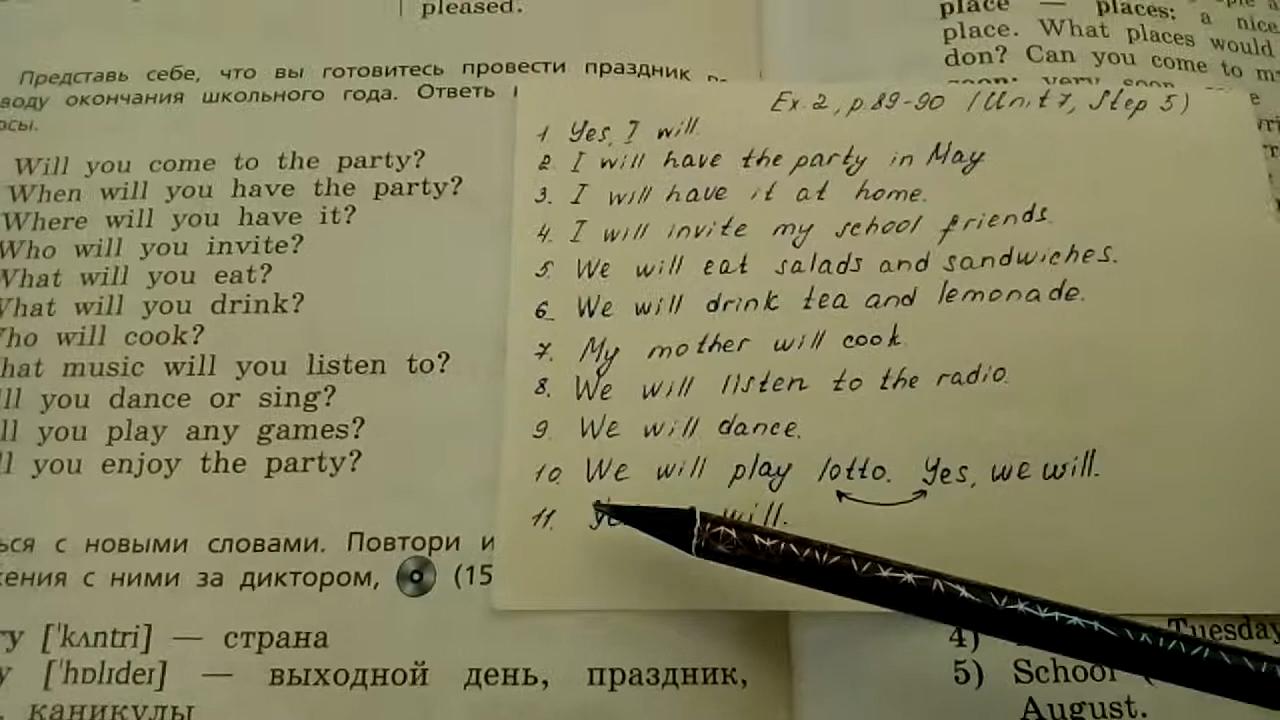 pleased.
Представь себе, что вы готовитесь провести праздник
воду окончания школьного года. Ответь
осы.
Will you come to the party?
When will you have the party?
Where will you have it?
Who will you invite?
What will you eat?
What will you drink?
ho will cook?
hat music will you listen to?
ll you dance or sing?
ll you play any games?
ll you enjoy the party?
ься с новыми словами. Повтори и
жения с ними за диктором, (15
ry ['kʌntri] — страна
y ['hɒlɪdeɪ] — выходной день, праздник,
каникулы
Ex. 2, p. 89-90 (Unit 7, Step 5)
1 Yes, I will.
2. I will have the party in May
3. I will have it at home.
4. I will invite my school friends.
5. We will eat salads and sandwiches.
6. We will drink tea and lemonade.
7. My mother will cook.
8. We will listen to the radio.
9. We will dance.
10. We will play lotto. Yes, we will.
11. will.
place — places; a nice
place. What places would
don? Can you come to m
soon; very soon
4)
Tuesday
5) School
August.